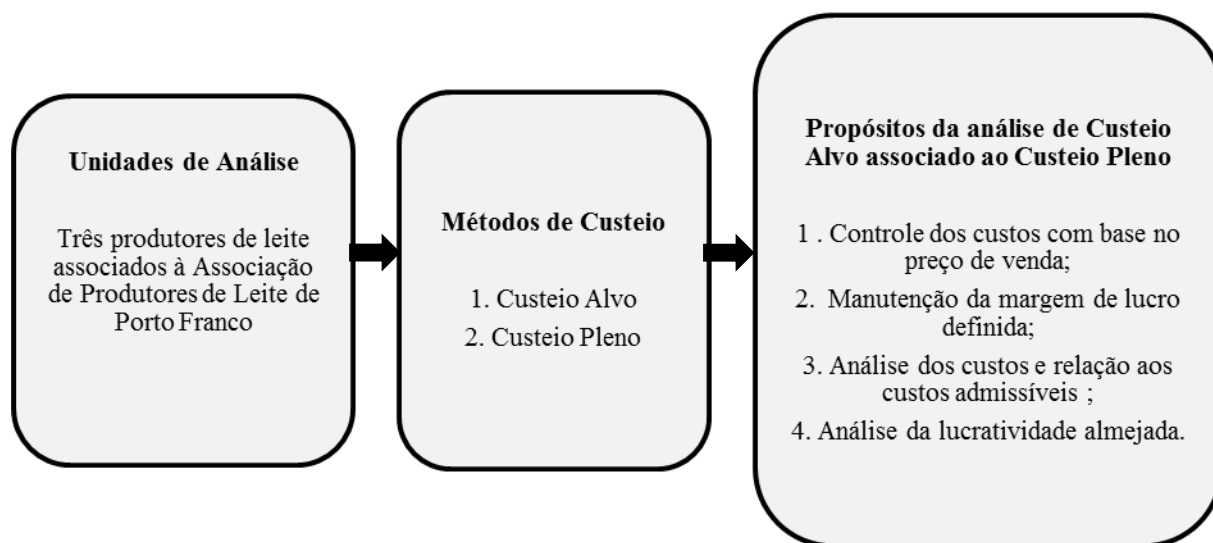 Unidades de Análise
Três produtores de leite
associados à Associação
de Produtores de Leite de
Porto Franco
Métodos de Custeio
1. Custeio Alvo
2. Custeio Pleno
Propósitos da análise de Custeio
Alvo associado ao Custeio Pleno
1 . Controle dos custos com base no
preço de venda;
2. Manutenção da margem de lucro
definida;
3. Análise dos custos e relação aos
custos admissíveis ;
4. Análise da lucratividade almejada.